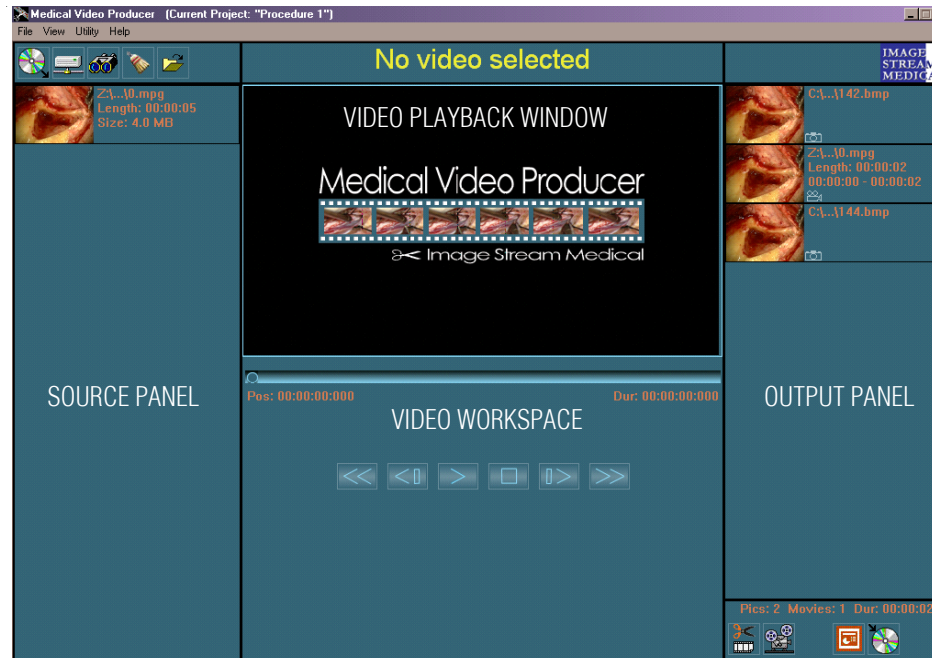 Medical Video Producer (Current Project: "Procedure 1")
File View Utility Help
No video selected
IMAGE
STREAM
MEDICA
Z:\...\0.mpg
Length: 00:00:05
Size: 4.0 MB
VIDEO PLAYBACK WINDOW
Medical Video Producer
Image Stream Medical
C:\...\142.bmp
Z:\...\0.mpg
Length: 00:00:02
00:00:00 - 00:00:02
C:\...\144.bmp
SOURCE PANEL
Pos: 00:00:00:000
Dur: 00:00:00:000
VIDEO WORKSPACE
OUTPUT PANEL
Pics: 2 Movies: 1 Dur: 00:00:02